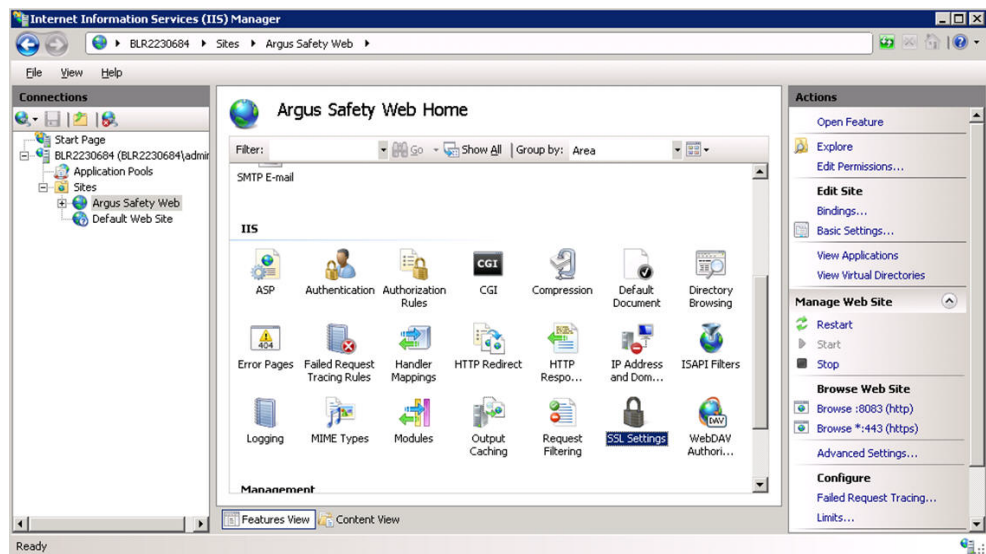 Internet Information Services (IIS) Manager
BLR2230684 Sites Argus Safety Web
File View Help
Connections
Start Page
BLR2230684 (BLR2230684\admir
Application Pools
Sites
Argus Safety Web
Default Web Site
Argus Safety Web Home
Filter: Go Show All Group by: Area
SMTP E-mail
IIS
ASP Authentication Authorization Rules CGI Compression Default Document Directory Browsing
404
Error Pages Failed Request Tracing Rules Handler Mappings HTTP Redirect HTTP Respo... IP Address and Dom... ISAPI Filters
DAV
Logging MIME Types Modules Output Caching Request Filtering SSL Settings WebDAV Authori...
Management
Features View Content View
Actions
Open Feature
Explore
Edit Permissions...
Edit Site
Bindings...
Basic Settings...
View Applications
View Virtual Directories
Manage Web Site
Restart
Start
Stop
Browse Web Site
Browse :8083 (http)
Browse *:443 (https)
Advanced Settings...
Configure
Failed Request Tracing...
Limits...
Ready